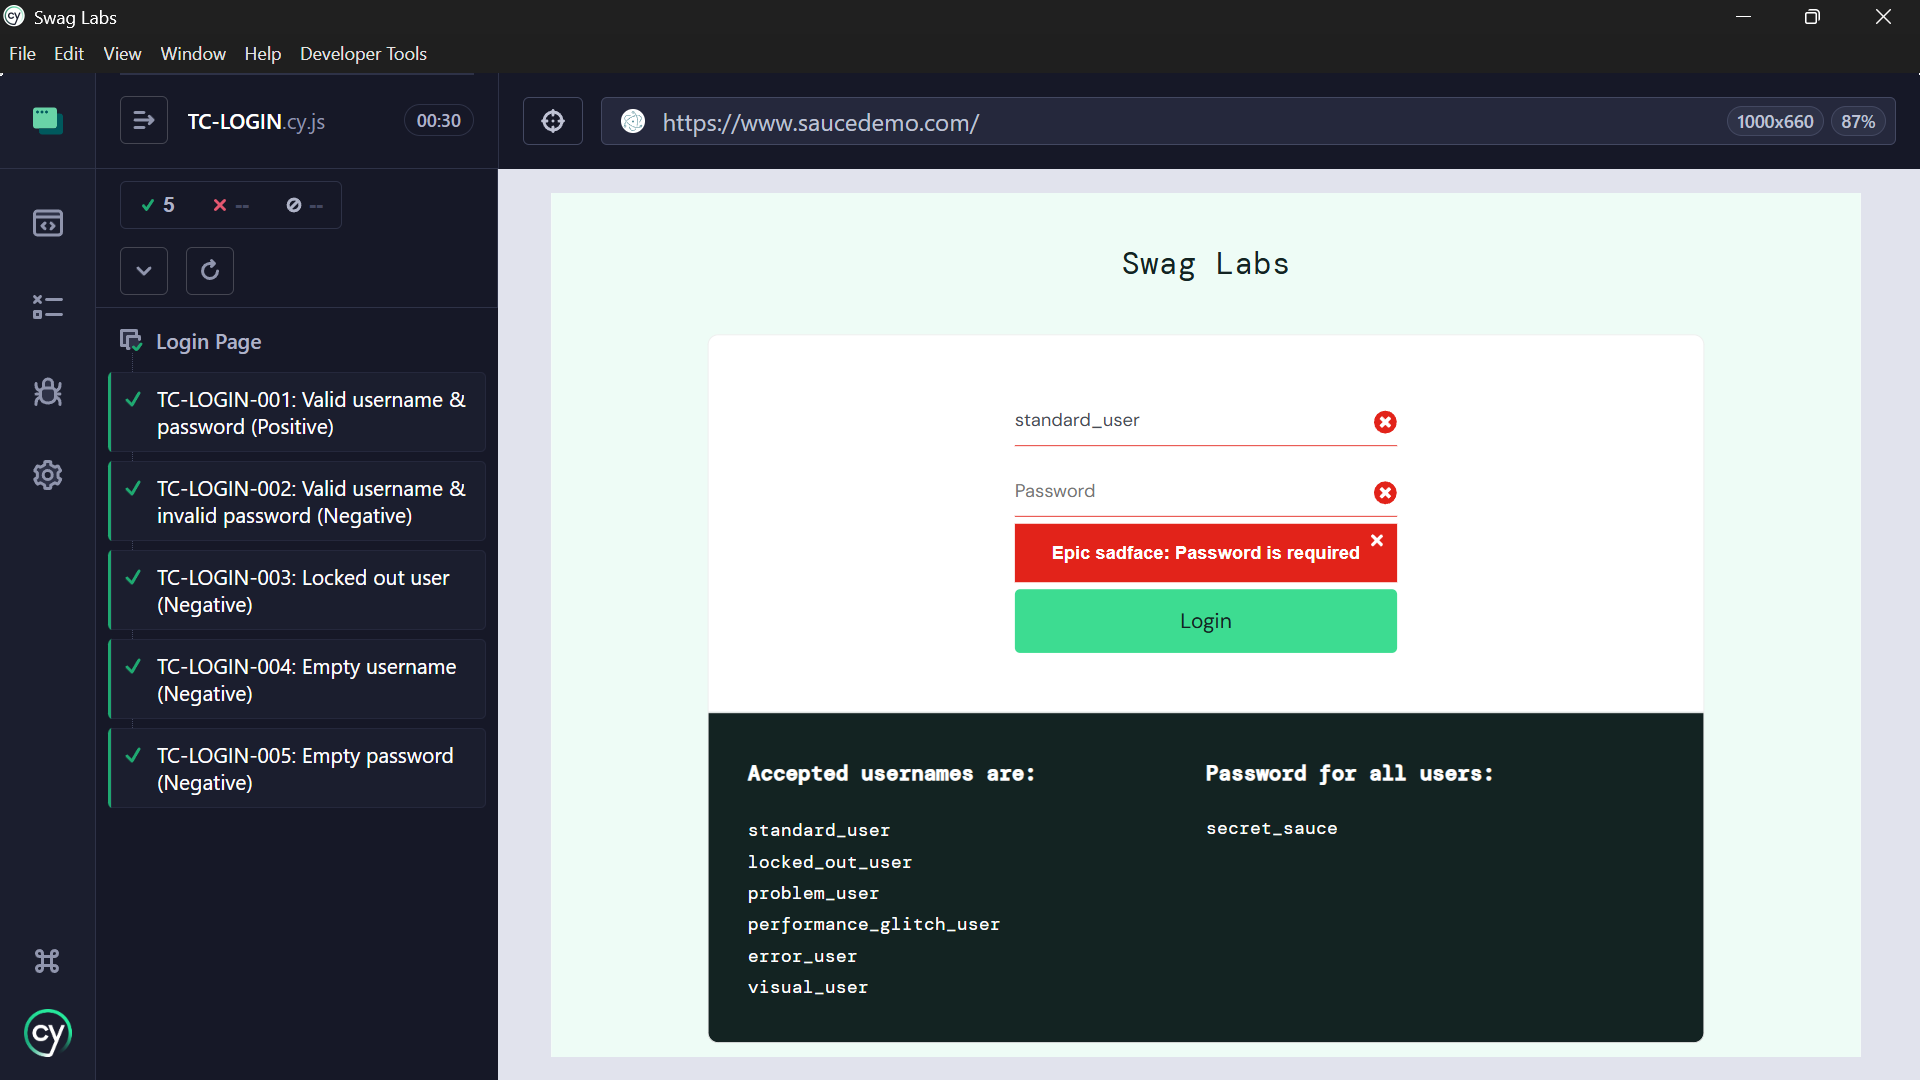 Swag Labs
File Edit View Window Help Developer Tools
TC-LOGIN.cy.js
00:30
https://www.saucedemo.com/
1000x660
87%
5 -- --
Login Page
TC-LOGIN-001: Valid username &
password (Positive)
TC-LOGIN-002: Valid username &
invalid password (Negative)
TC-LOGIN-003: Locked out user
(Negative)
TC-LOGIN-004: Empty username
(Negative)
TC-LOGIN-005: Empty password
(Negative)
cy
Swag Labs
standard_user
Password
Epic sadface: Password is required
Login
Accepted usernames are:
standard_user
locked_out_user
problem_user
performance_glitch_user
error_user
visual_user
Password for all users:
secret_sauce